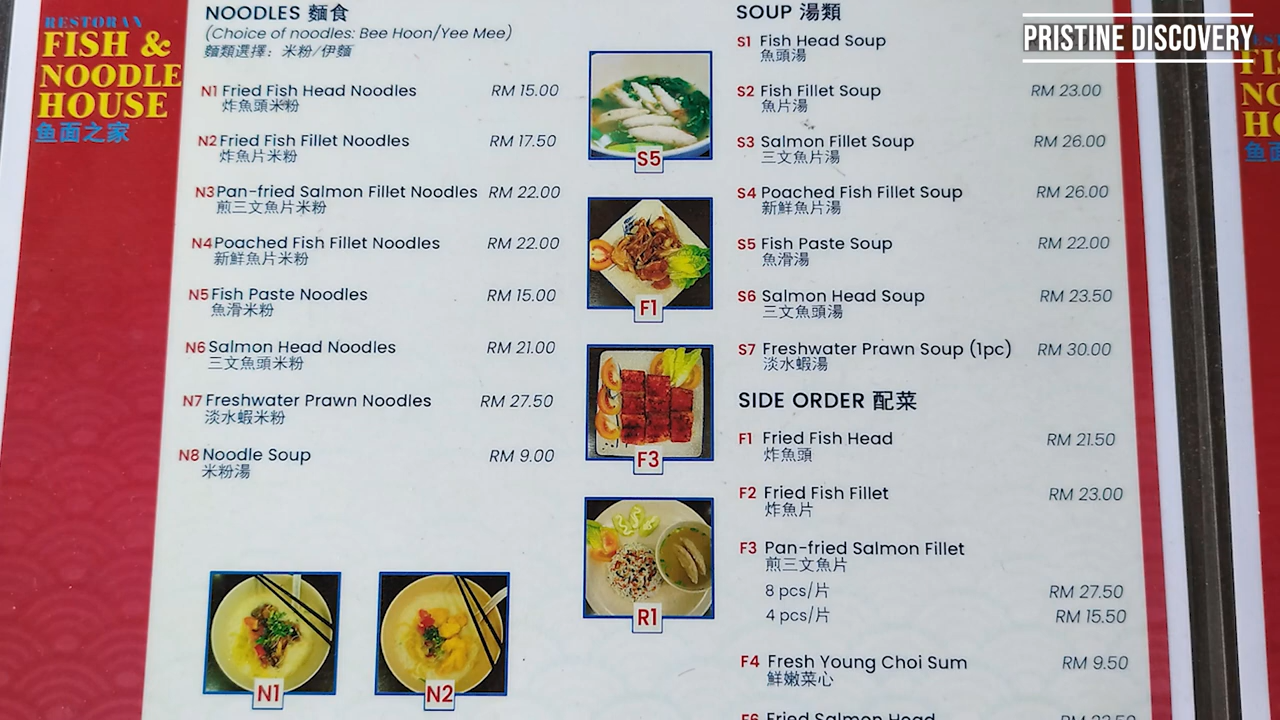 RESTORAN
FISH &
NOODLE
HOUSE
鱼面之家
NOODLES 麵食
(Choice of noodles: Bee Hoon/Yee Mee)
麵類選擇: 米粉/伊麵
N1 Fried Fish Head Noodles RM 15.00
炸魚頭米粉
N2 Fried Fish Fillet Noodles RM 17.50
炸魚片米粉
N3 Pan-fried Salmon Fillet Noodles RM 22.00
煎三文魚片米粉
N4 Poached Fish Fillet Noodles RM 22.00
新鮮魚片米粉
N5 Fish Paste Noodles RM 15.00
魚滑米粉
N6 Salmon Head Noodles RM 21.00
三文魚頭米粉
N7 Freshwater Prawn Noodles RM 27.50
淡水蝦米粉
N8 Noodle Soup RM 9.00
米粉湯
N1
N2
S5
F1
F3
R1
SOUP 湯類
S1 Fish Head Soup
魚頭湯
S2 Fish Fillet Soup RM 23.00
魚片湯
S3 Salmon Fillet Soup RM 26.00
三文魚片湯
S4 Poached Fish Fillet Soup RM 26.00
新鮮魚片湯
S5 Fish Paste Soup RM 22.00
魚滑湯
S6 Salmon Head Soup RM 23.50
三文魚頭湯
S7 Freshwater Prawn Soup (1pc) RM 30.00
淡水蝦湯
SIDE ORDER 配菜
F1 Fried Fish Head RM 21.50
炸魚頭
F2 Fried Fish Fillet RM 23.00
炸魚片
F3 Pan-fried Salmon Fillet
煎三文魚片
8 pcs/片 RM 27.50
4 pcs/片 RM 15.50
F4 Fresh Young Choi Sum RM 9.50
鮮嫩菜心
Fried Salmon Head
PRISTINE DISCOVERY